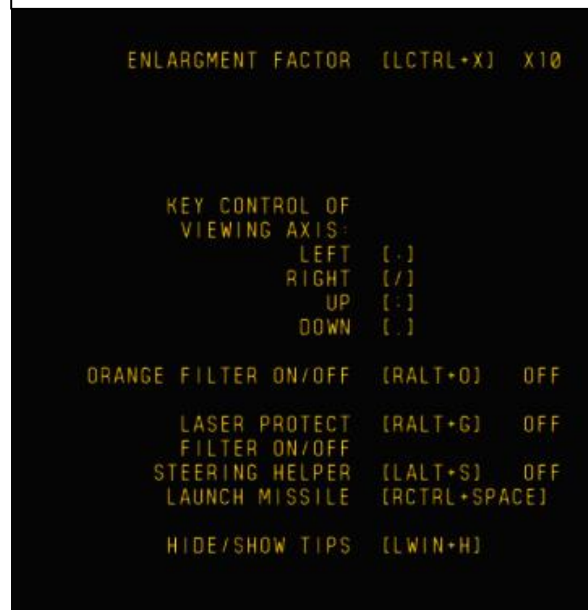 ENLARGMENT FACTOR [LCTRL+X] X10
KEY CONTROL OF
VIEWING AXIS:
LEFT [,]
RIGHT [/]
UP [;]
DOWN [.]
ORANGE FILTER ON/OFF [RALT+O] OFF
LASER PROTECT [RALT+G] OFF
FILTER ON/OFF
STEERING HELPER [LALT+S] OFF
LAUNCH MISSILE [RCTRL+SPACE]
HIDE/SHOW TIPS [LWIN+H]